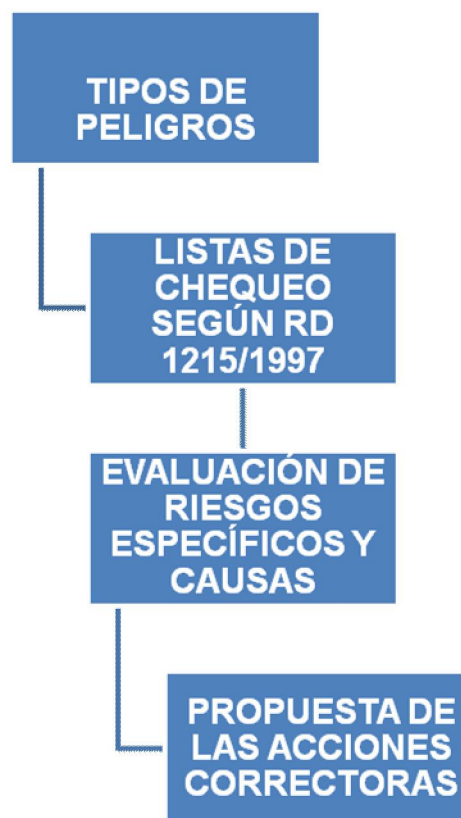 TIPOS DE
PELIGROS
LISTAS DE
CHEQUEO
SEGÚN RD
1215/1997
EVALUACIÓN DE
RIESGOS
ESPECÍFICOS Y
CAUSAS
PROPUESTA DE
LAS ACCIONES
CORRECTORAS